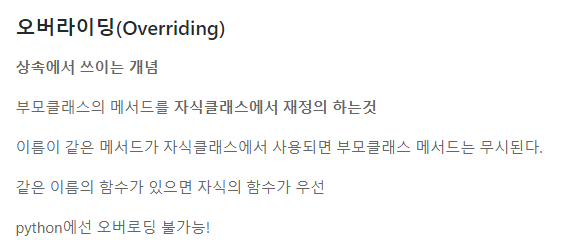 오버라이딩(Overriding)
상속에서 쓰이는 개념
부모클래스의 메서드를 자식클래스에서 재정의 하는것
이름이 같은 메서드가 자식클래스에서 사용되면 부모클래스 메서드는 무시된다.
같은 이름의 함수가 있으면 자식의 함수가 우선
python에선 오버로딩 불가능!